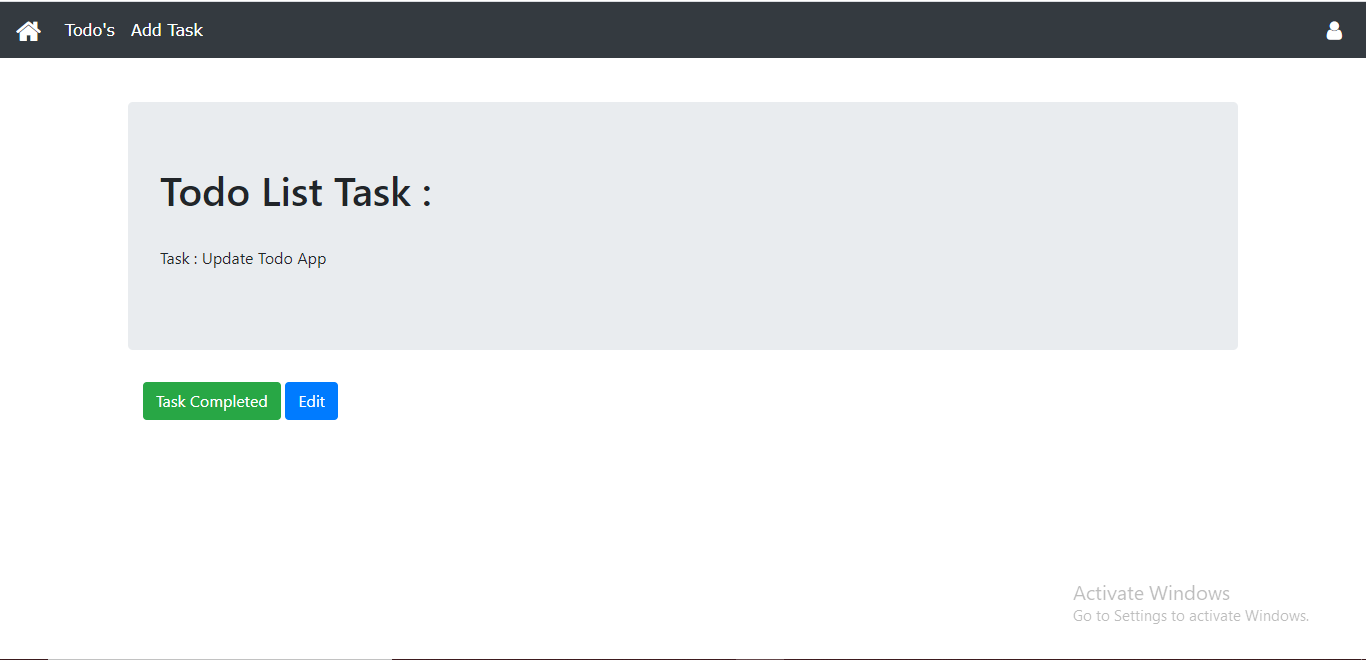 Todo's Add Task
Todo List Task :
Task : Update Todo App
Task Completed Edit
Activate Windows
Go to Settings to activate Windows.